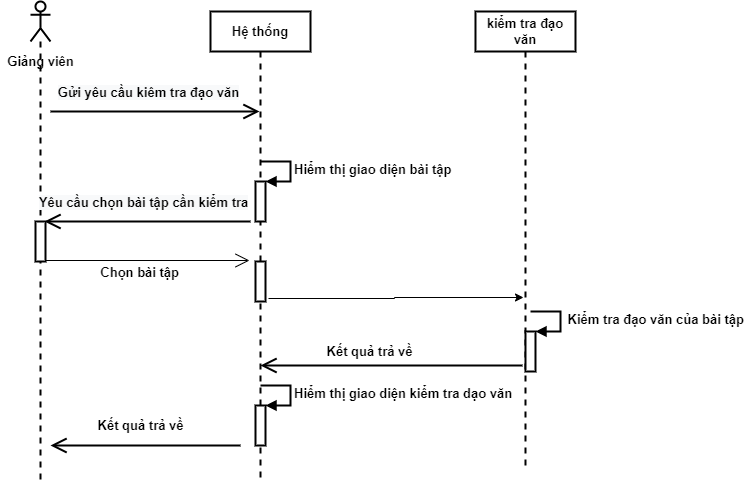 Giảng viên
Hệ thống
kiểm tra đạo
văn
Gửi yêu cầu kiêm tra đạo văn
Hiểm thị giao diện bài tập
Yêu cầu chọn bài tập cần kiểm tra
Chọn bài tập
Kiểm tra đạo văn của bài tập
Kết quả trả về
Hiểm thị giao diện kiểm tra dạo văn
Kết quả trả về